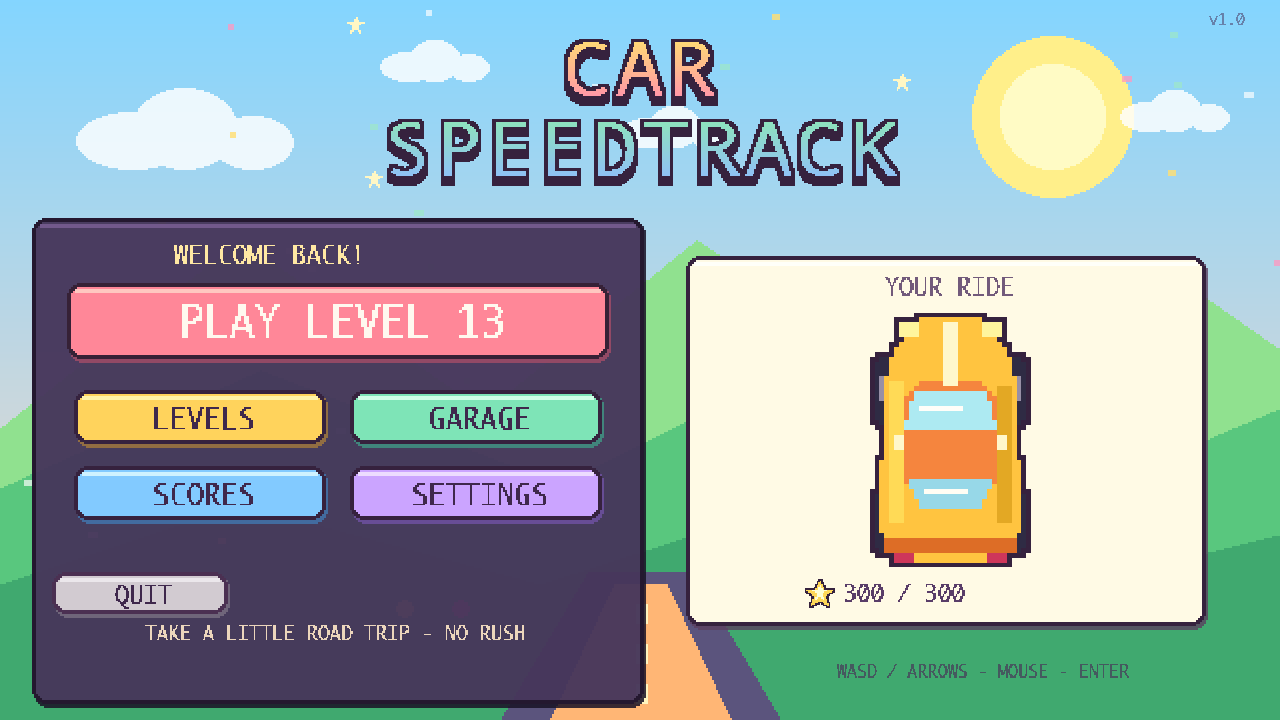 v1.0
CAR
SPEEDTRACK
WELCOME BACK!
PLAY LEVEL 13
LEVELS
GARAGE
SCORES
SETTINGS
QUIT
TAKE A LITTLE ROAD TRIP - NO RUSH
YOUR RIDE
300 / 300
WASD / ARROWS - MOUSE - ENTER